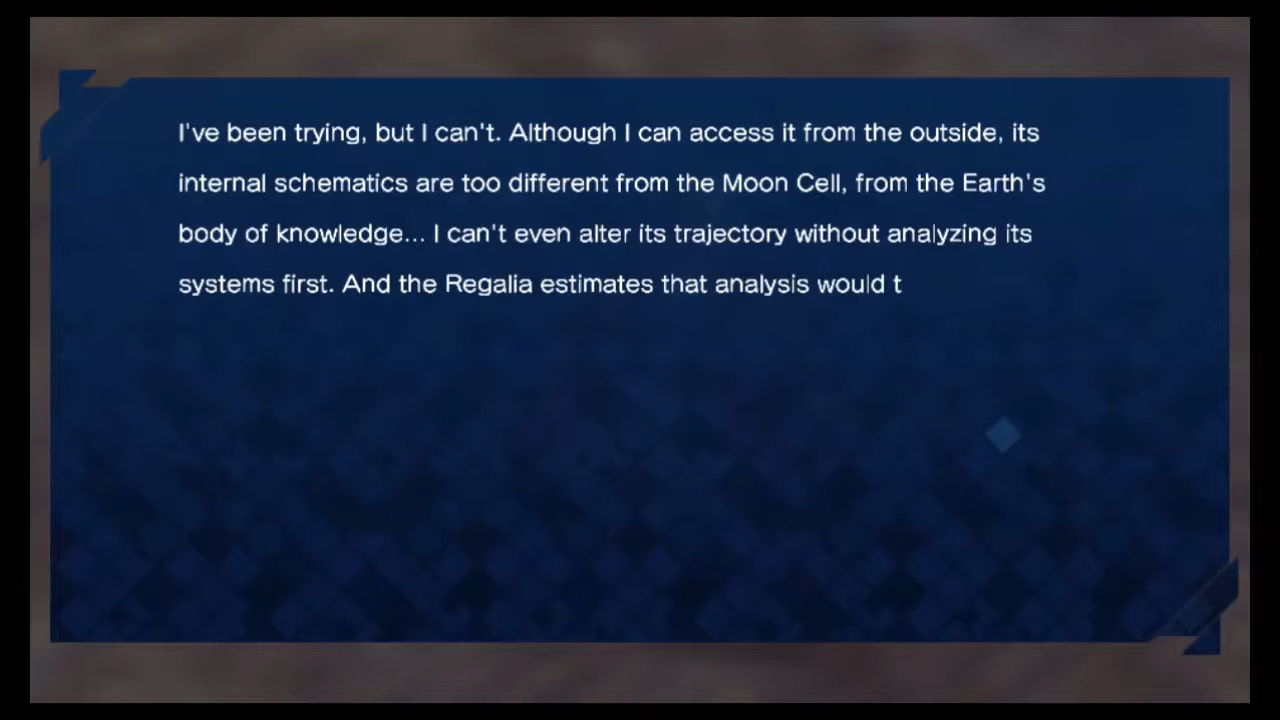 I've been trying, but I can't. Although I can access it from the outside, its
internal schematics are too different from the Moon Cell, from the Earth's
body of knowledge... I can't even alter its trajectory without analyzing its
systems first. And the Regalia estimates that analysis would t